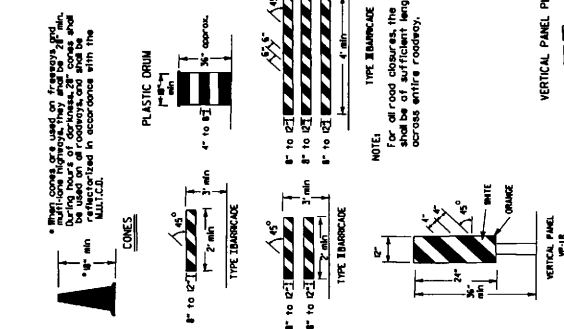 * When cones are used on freeways and
multi-lane highways, they shall be 28" min.
During hours of darkness, 28" cones shall
be used on all roadways, and shall be
reflectorized in accordance with the
M.U.T.C.D.
*18" min
CONES
PLASTIC DRUM
18"
min
36" approx.
4" to 8"
8" to 12"
45°
2' min
3' min
TYPE I BARRICADE
8" to 12"
8" to 12"
45°
2' min
3' min
TYPE II BARRICADE
6"
6"
45
8" to 12"
8" to 12"
8" to 12"
4' min
TYPE III BARRICADE
NOTE:
For all road closures, the
shall be of sufficient leng
across entire roadway.
12"
4"
4"
45°
24"
36"
min
WHITE
ORANGE
VERTICAL PANEL
VP-1R
VERTICAL PANEL